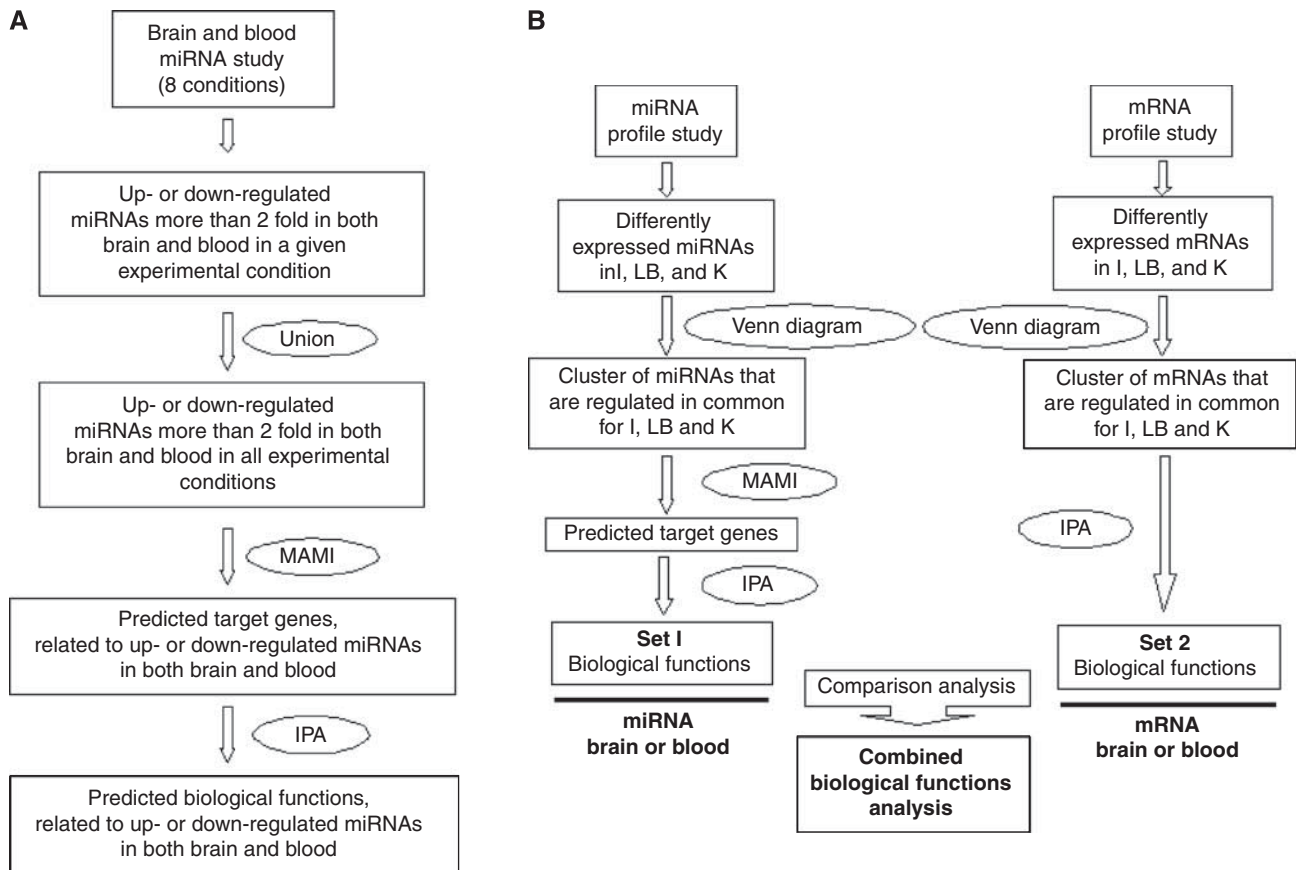 A
Brain and blood
miRNA study
(8 conditions)
Up- or down-regulated
miRNAs more than 2 fold in both
brain and blood in a given
experimental condition
Union
Up- or down-regulated
miRNAs more than 2 fold in both
brain and blood in all experimental
conditions
MAMI
Predicted target genes,
related to up- or down-regulated miRNAs
in both brain and blood
IPA
Predicted biological functions,
related to up- or down-regulated miRNAs
in both brain and blood
B
miRNA
profile study
Differently
expressed miRNAs
inI, LB, and K
Venn diagram
Cluster of miRNAs that
are regulated in common
for I, LB and K
MAMI
Predicted target genes
IPA
Set I
Biological functions
miRNA
brain or blood
mRNA
profile study
Differently
expressed mRNAs
in I, LB, and K
Venn diagram
Cluster of mRNAs that
are regulated in common
for I, LB and K
IPA
Set 2
Biological functions
mRNA
brain or blood
Comparison analysis
Combined
biological functions
analysis